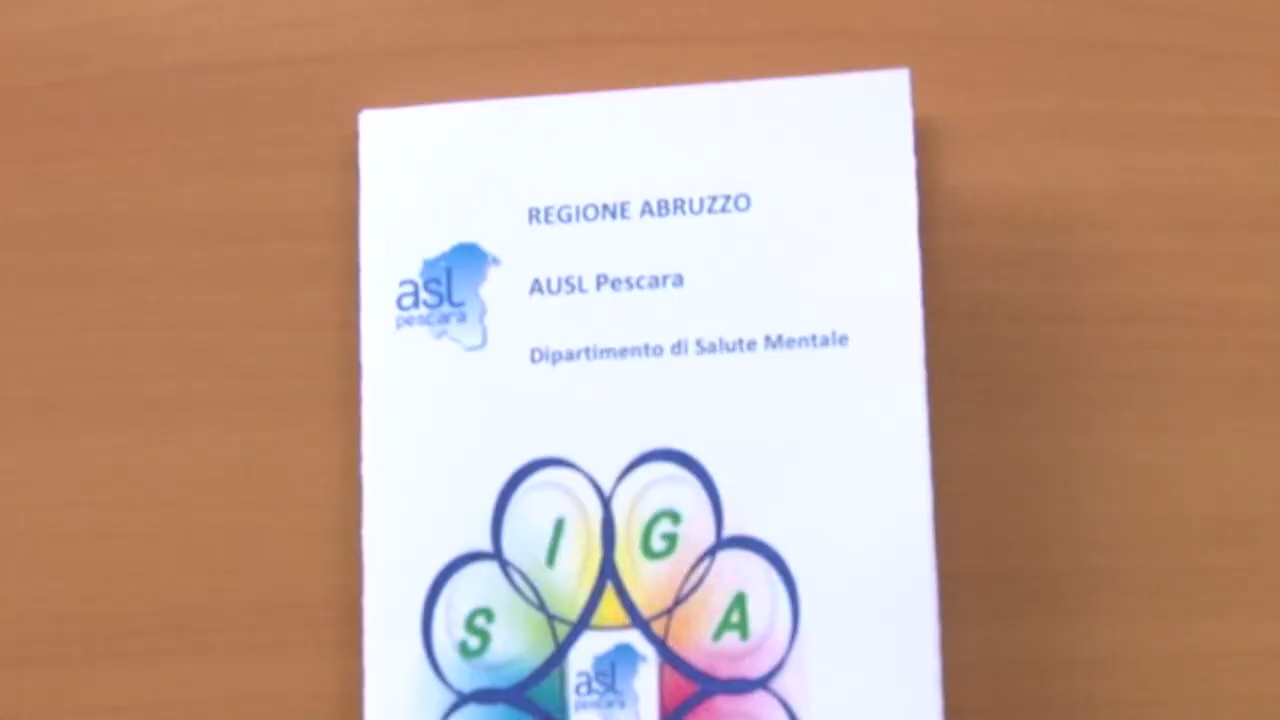 REGIONE ABRUZZO
asl
pescara
AUSL Pescara
Dipartimento di Salute Mentale
S I G A
asl
pescara